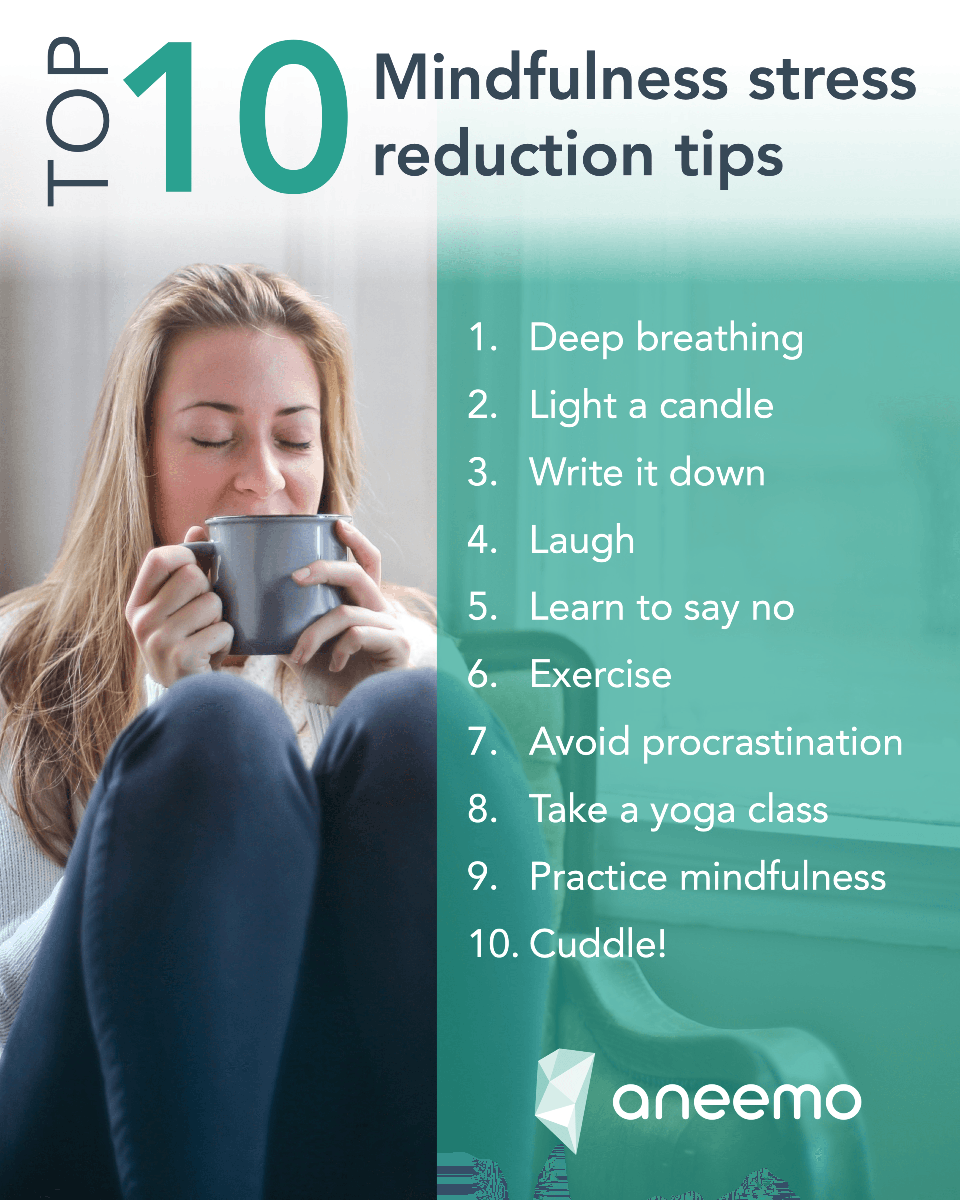 TOP
10
Mindfulness stress
reduction tips
1. Deep breathing
2. Light a candle
3. Write it down
4. Laugh
5. Learn to say no
6. Exercise
7. Avoid procrastination
8. Take a yoga class
9. Practice mindfulness
10. Cuddle!
aneemo